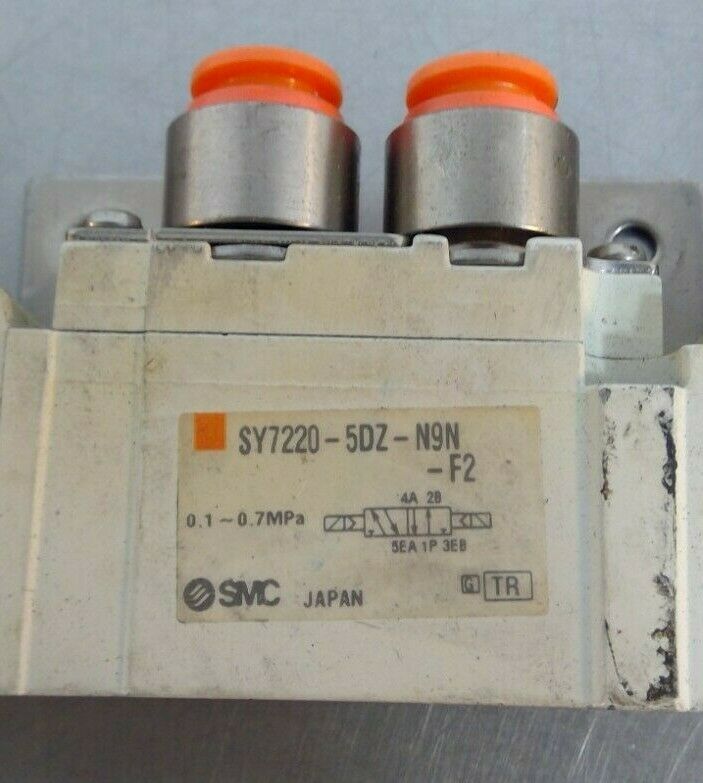 SY7220-5DZ-N9N
-F2
4A 2B
0.1~0.7MPa
5EA 1P 3EB
SMC JAPAN
G TR